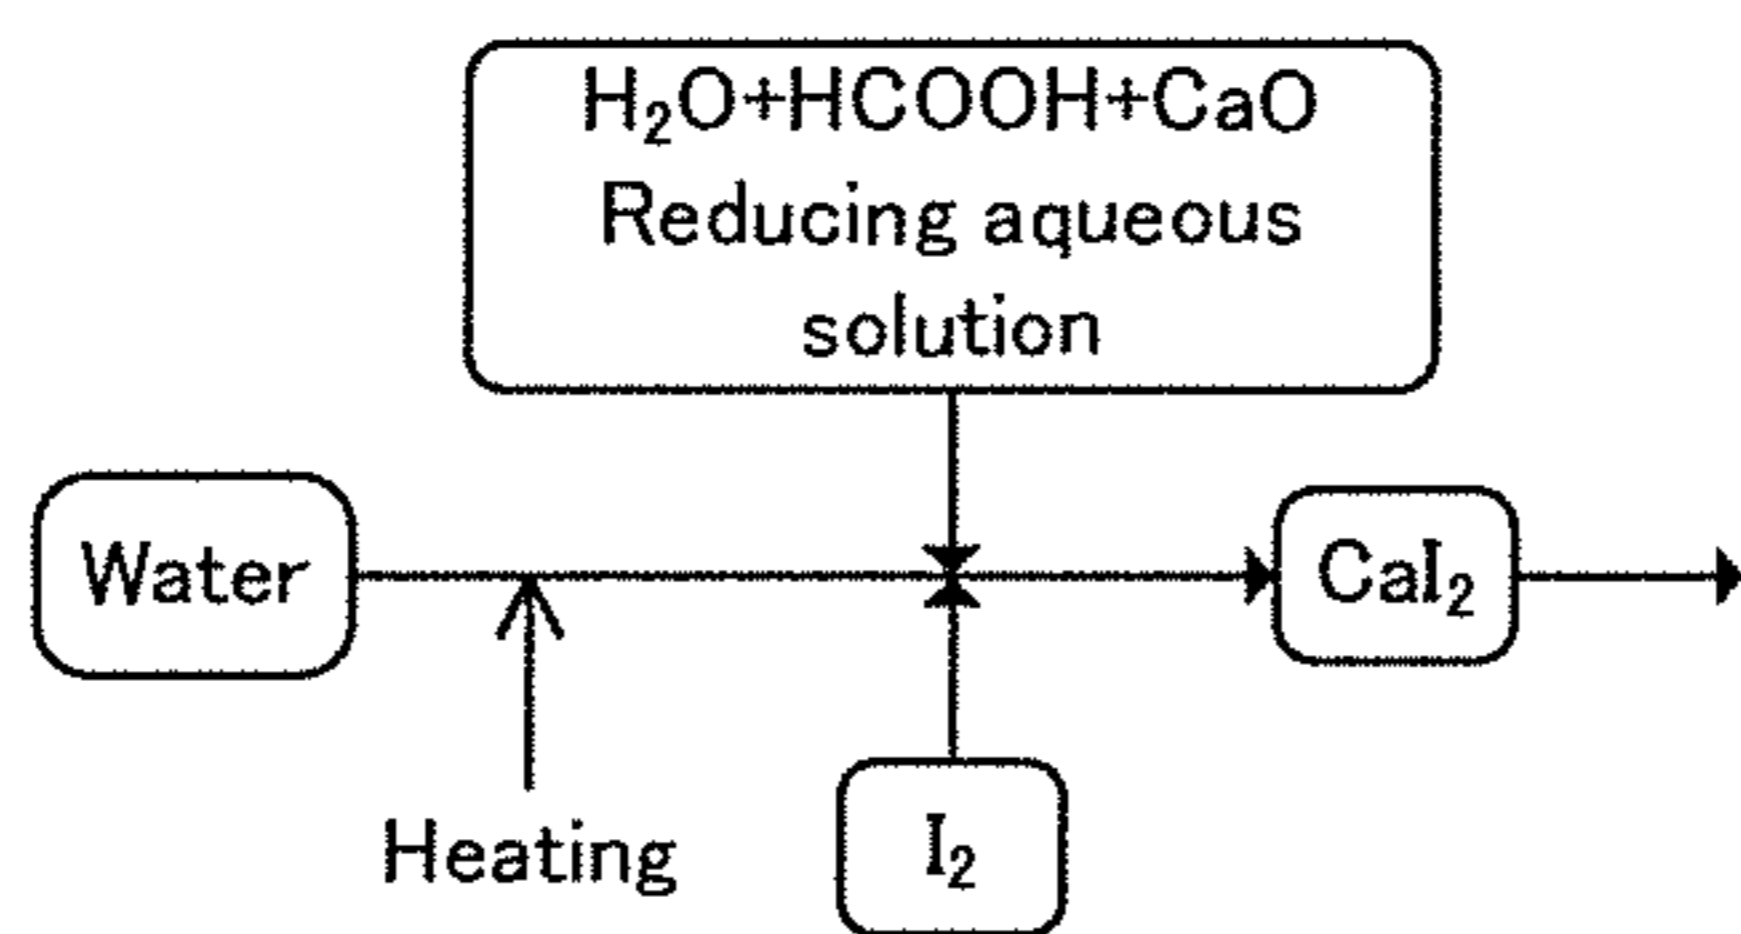 H₂O+HCOOH+CaO
Reducing aqueous
solution
Water
CaI₂
Heating
I₂